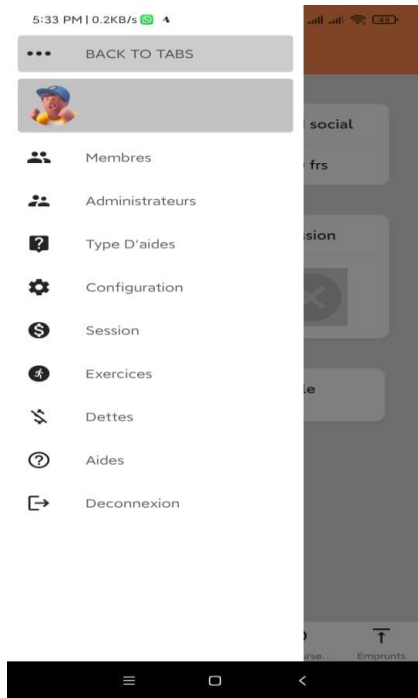 5:33 PM | 0.2KB/s
43
BACK TO TABS
social
Membres
frs
Administrateurs
Type D'aides
Configuration
Session
Exercices
Dettes
Aides
Deconnexion
Emprunts